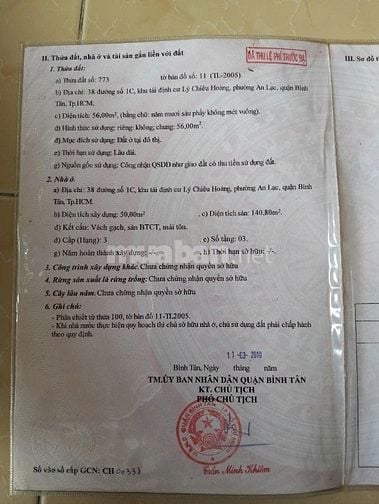 II. Thửa đất, nhà ở và tài sản gắn liền với đất
ĐÃ THU LỆ PHÍ TRƯỚC BẠ
III. Sơ đồ t
1. Thửa đất:
a) Thửa đất số: 773
tờ bản đồ số: 11 (TL-2005).
b) Địa chỉ: 38 đường số 1C, khu tái định cư Lý Chiêu Hoàng, phường An Lạc, quận Bình
Tân, Tp.HCM.
c) Diện tích: 56,00m², (bằng chữ: năm mươi sáu phẩy không mét vuông).
d) Hình thức sử dụng: riêng: không; chung: 56,00m².
đ) Mục đích sử dụng: Đất ở tại đô thị.
e) Thời hạn sử dụng: Lâu dài.
g) Nguồn gốc sử dụng: Công nhận QSDĐ như giao đất có thu tiền sử dụng đất.
2. Nhà ở.
a) Địa chỉ: 38 đường số 1C, khu tái định cư Lý Chiêu Hoàng, phường An Lạc, quận Bình
Tân, Tp.HCM.
b) Diện tích xây dựng: 50,00m²
c) Diện tích sàn: 140,80m².
d) Kết cấu: Vách gạch, sàn BTCT, mái tôn.
đ) Cấp (Hạng): 3
e) Số tầng: 03.
g) Năm hoàn thành xây dựng: -/-.
h) Thời hạn sở hữu: -/-.
muaban.net
3. Công trình xây dựng khác: Chưa chứng nhận quyền sở hữu
4. Rừng sản xuất là rừng trồng: Chưa chứng nhận quyền sở hữu
5. Cây lâu năm: Chưa chứng nhận quyền sở hữu
6. Ghi chú:
- Phân chiết từ thửa 100, tờ bản đồ 11-TL2005.
- Khi nhà nước thực hiện quy hoạch thì chủ sở hữu nhà ở, chủ sử dụng đất phải chấp hành
theo quy định.
11-03-2010
Bình Tân, Ngày tháng năm
TM.ỦY BAN NHÂN DÂN QUẬN BÌNH TÂN
KT. CHỦ TỊCH
PHÓ CHỦ TỊCH
Trần Minh Khiêm
Số vào sổ cấp GCN: CH